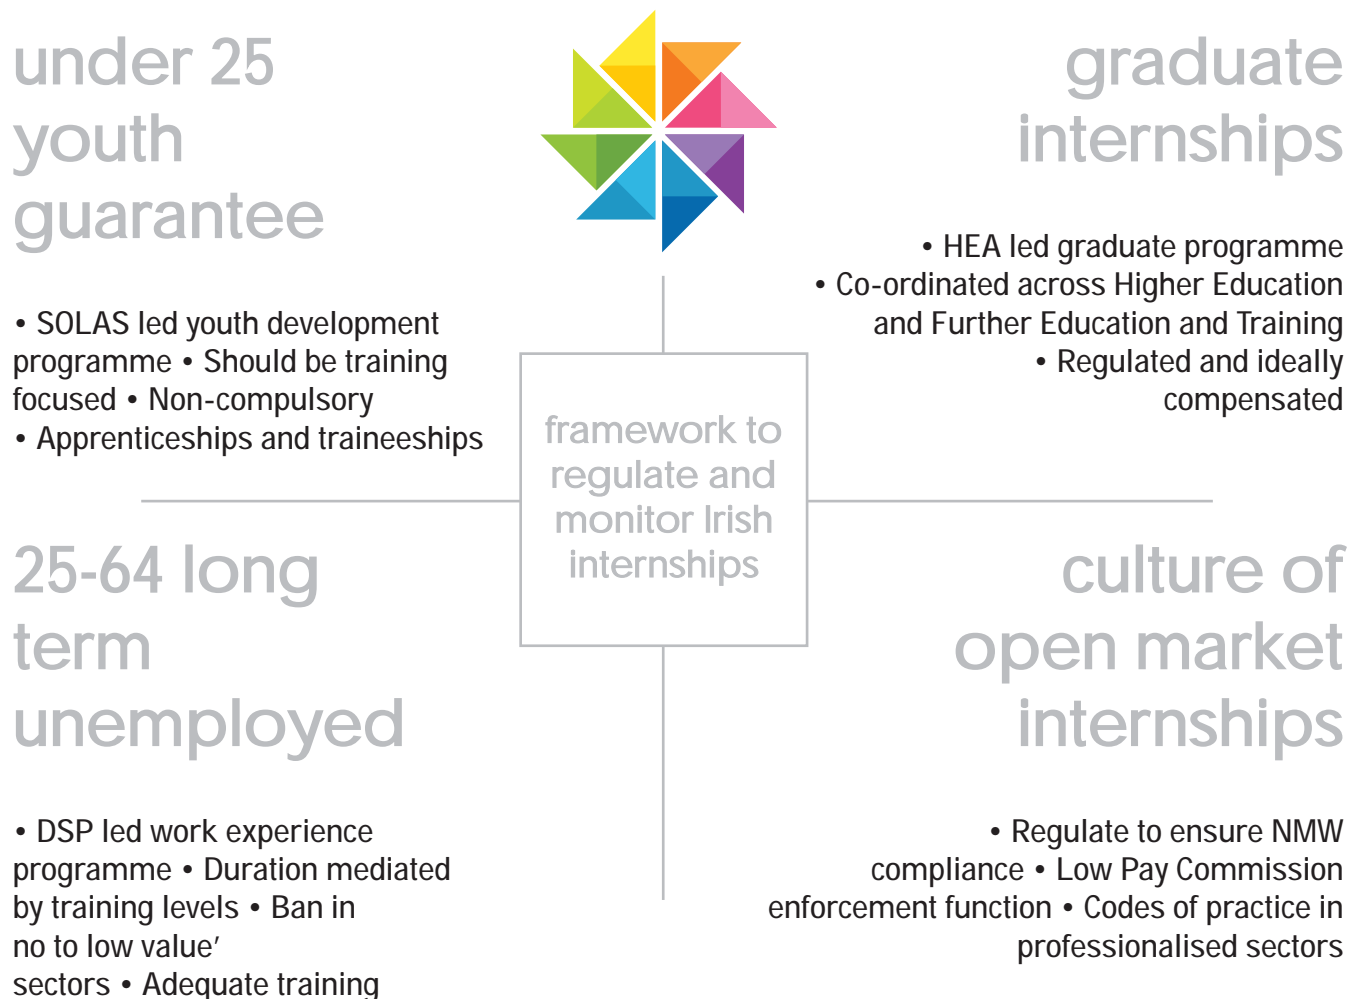 under 25
youth
guarantee
• SOLAS led youth development
programme • Should be training
focused • Non-compulsory
• Apprenticeships and traineeships
graduate
internships
• HEA led graduate programme
• Co-ordinated across Higher Education
and Further Education and Training
• Regulated and ideally
compensated
framework to
regulate and
monitor Irish
internships
25-64 long
term
unemployed
• DSP led work experience
programme • Duration mediated
by training levels • Ban in
no to low value’
sectors • Adequate training
culture of
open market
internships
• Regulate to ensure NMW
compliance • Low Pay Commission
enforcement function • Codes of practice in
professionalised sectors